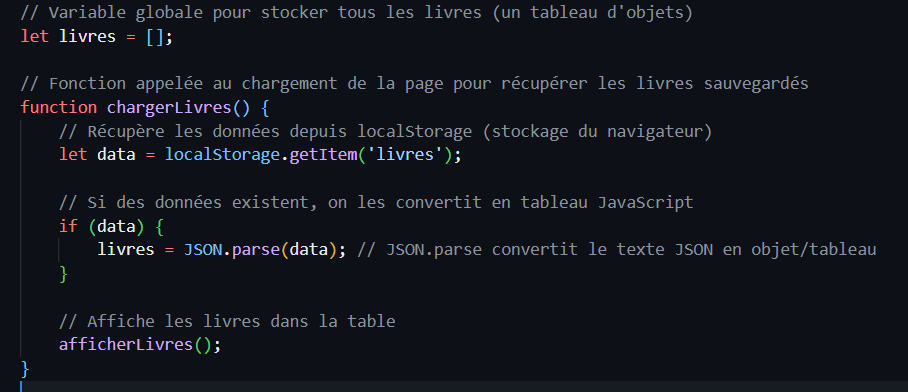 // Variable globale pour stocker tous les livres (un tableau d'objets)
let livres = [];
// Fonction appelée au chargement de la page pour récupérer les livres sauvegardés
function chargerLivres() {
// Récupère les données depuis localStorage (stockage du navigateur)
let data = localStorage.getItem('livres');
// Si des données existent, on les convertit en tableau JavaScript
if (data) {
livres = JSON.parse(data); // JSON.parse convertit le texte JSON en objet/tableau
}
// Affiche les livres dans la table
afficherLivres();
}